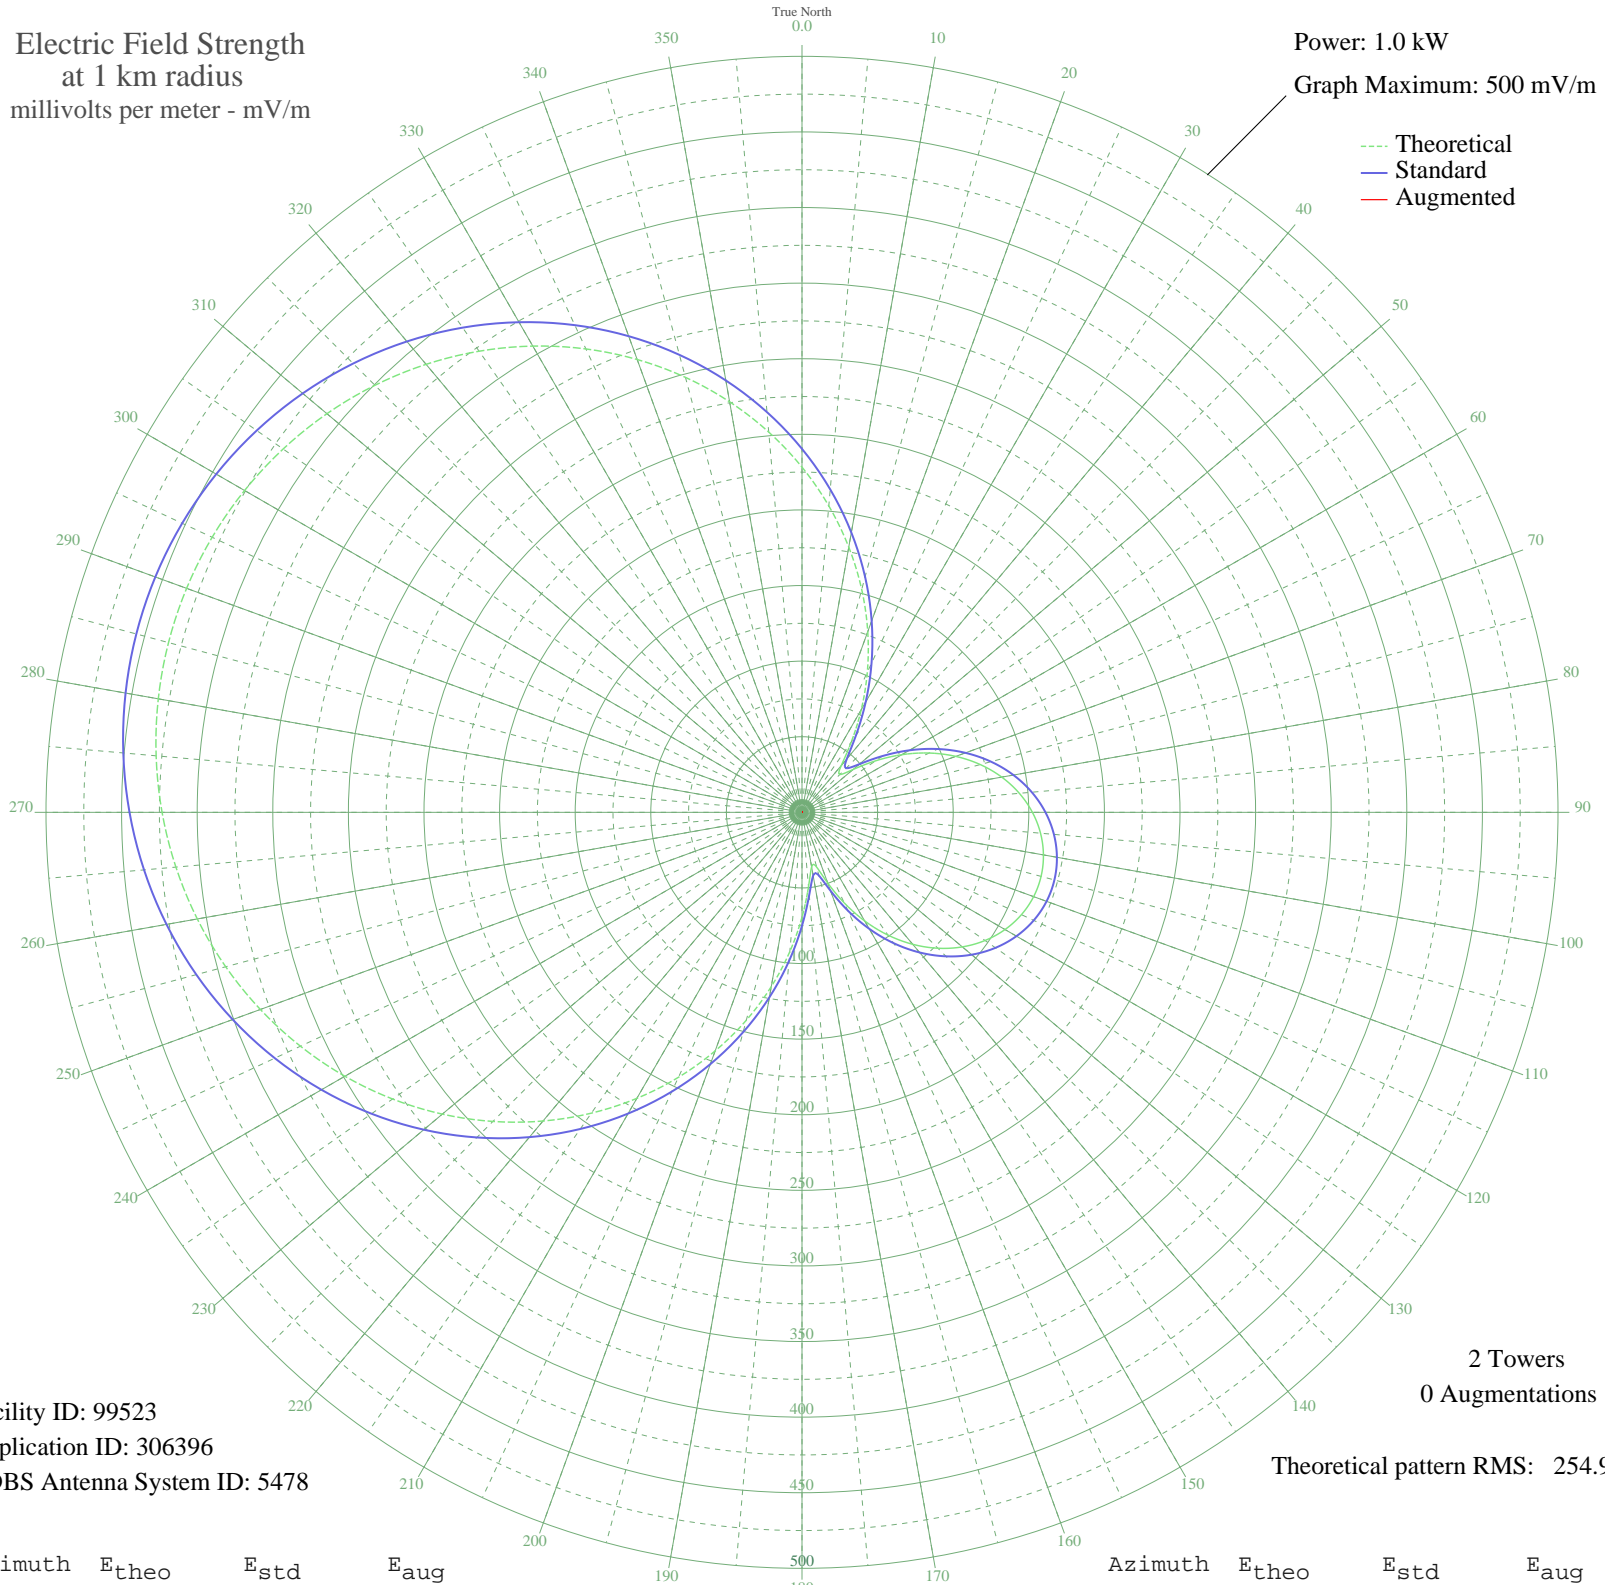 True North
0.0
Electric Field Strength
at 1 km radius
millivolts per meter - mV/m
Power: 1.0 kW
Graph Maximum: 500 mV/m
Theoretical
Standard
Augmented
10
20
30
40
50
60
70
80
90
100
110
120
130
140
150
160
170
190
200
210
220
230
240
250
260
270
280
290
300
310
320
330
340
350
100
150
200
250
300
350
400
450
500
2 Towers
0 Augmentations
Theoretical pattern RMS: 254.9
cility ID: 99523
plication ID: 306396
DBS Antenna System ID: 5478
imuth Etheo Estd Eaug
Azimuth Etheo Estd Eaug